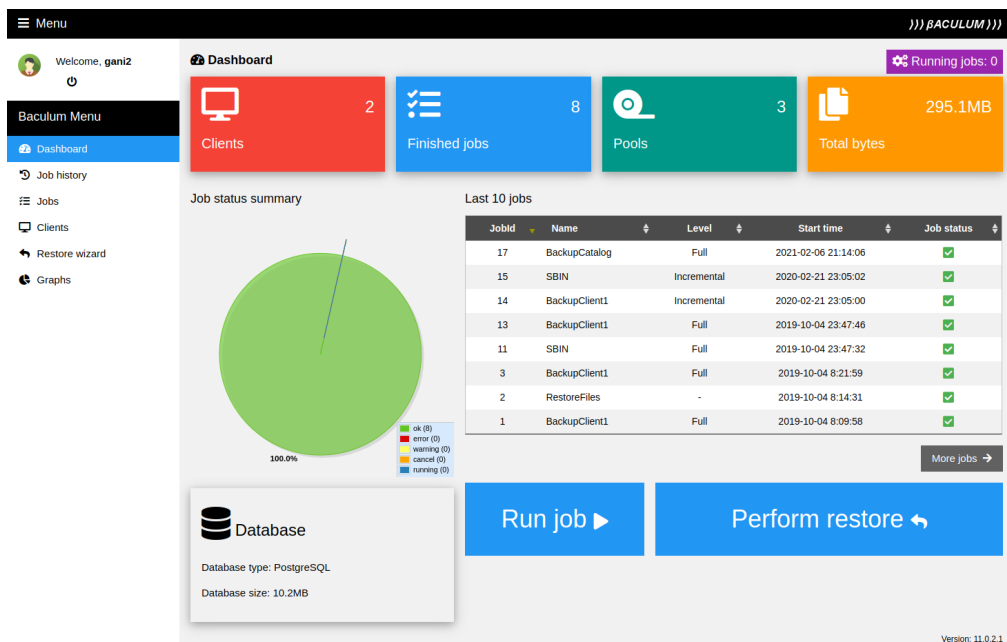 Menu
))) βACULUM )))
Welcome, gani2
Baculum Menu
Dashboard
Job history
Jobs
Clients
Restore wizard
Graphs
Dashboard
Running jobs: 0
2
Clients
8
Finished jobs
3
Pools
295.1MB
Total bytes
Job status summary
100.0%
ok (8)
error (0)
warning (0)
cancel (0)
running (0)
Last 10 jobs
JobId Name Level Start time Job status
17 BackupCatalog Full 2021-02-06 21:14:06
15 SBIN Incremental 2020-02-21 23:05:02
14 BackupClient1 Incremental 2020-02-21 23:05:00
13 BackupClient1 Full 2019-10-04 23:47:46
11 SBIN Full 2019-10-04 23:47:32
3 BackupClient1 Full 2019-10-04 8:21:59
2 RestoreFiles - 2019-10-04 8:14:31
1 BackupClient1 Full 2019-10-04 8:09:58
More jobs
Database
Database type: PostgreSQL
Database size: 10.2MB
Run job
Perform restore
Version: 11.0.2.1